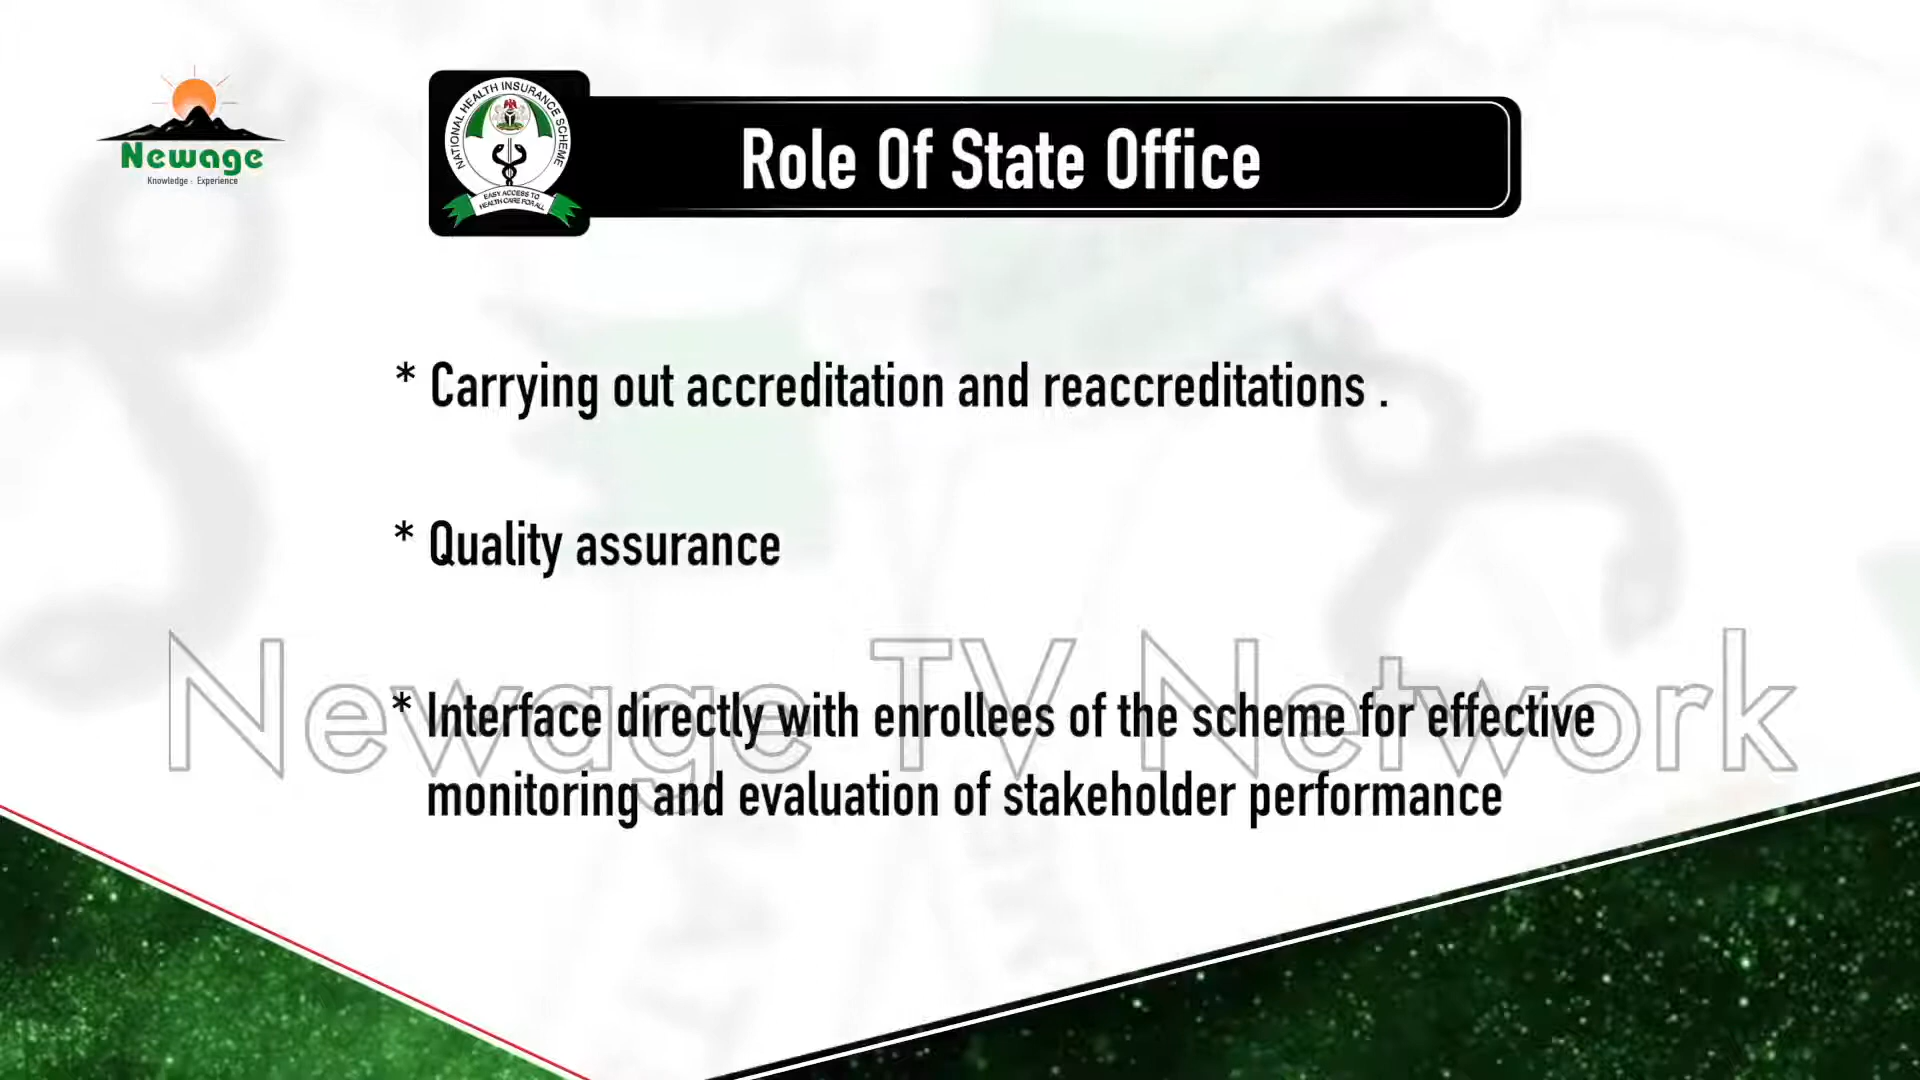 Newage
Knowledge - Experience
NATIONAL HEALTH INSURANCE SCHEME
EASY ACCESS TO
HEALTH CARE FOR ALL
Role Of State Office
* Carrying out accreditation and reaccreditations .
* Quality assurance
Newage TV Network
* Interface directly with enrollees of the scheme for effective
monitoring and evaluation of stakeholder performance